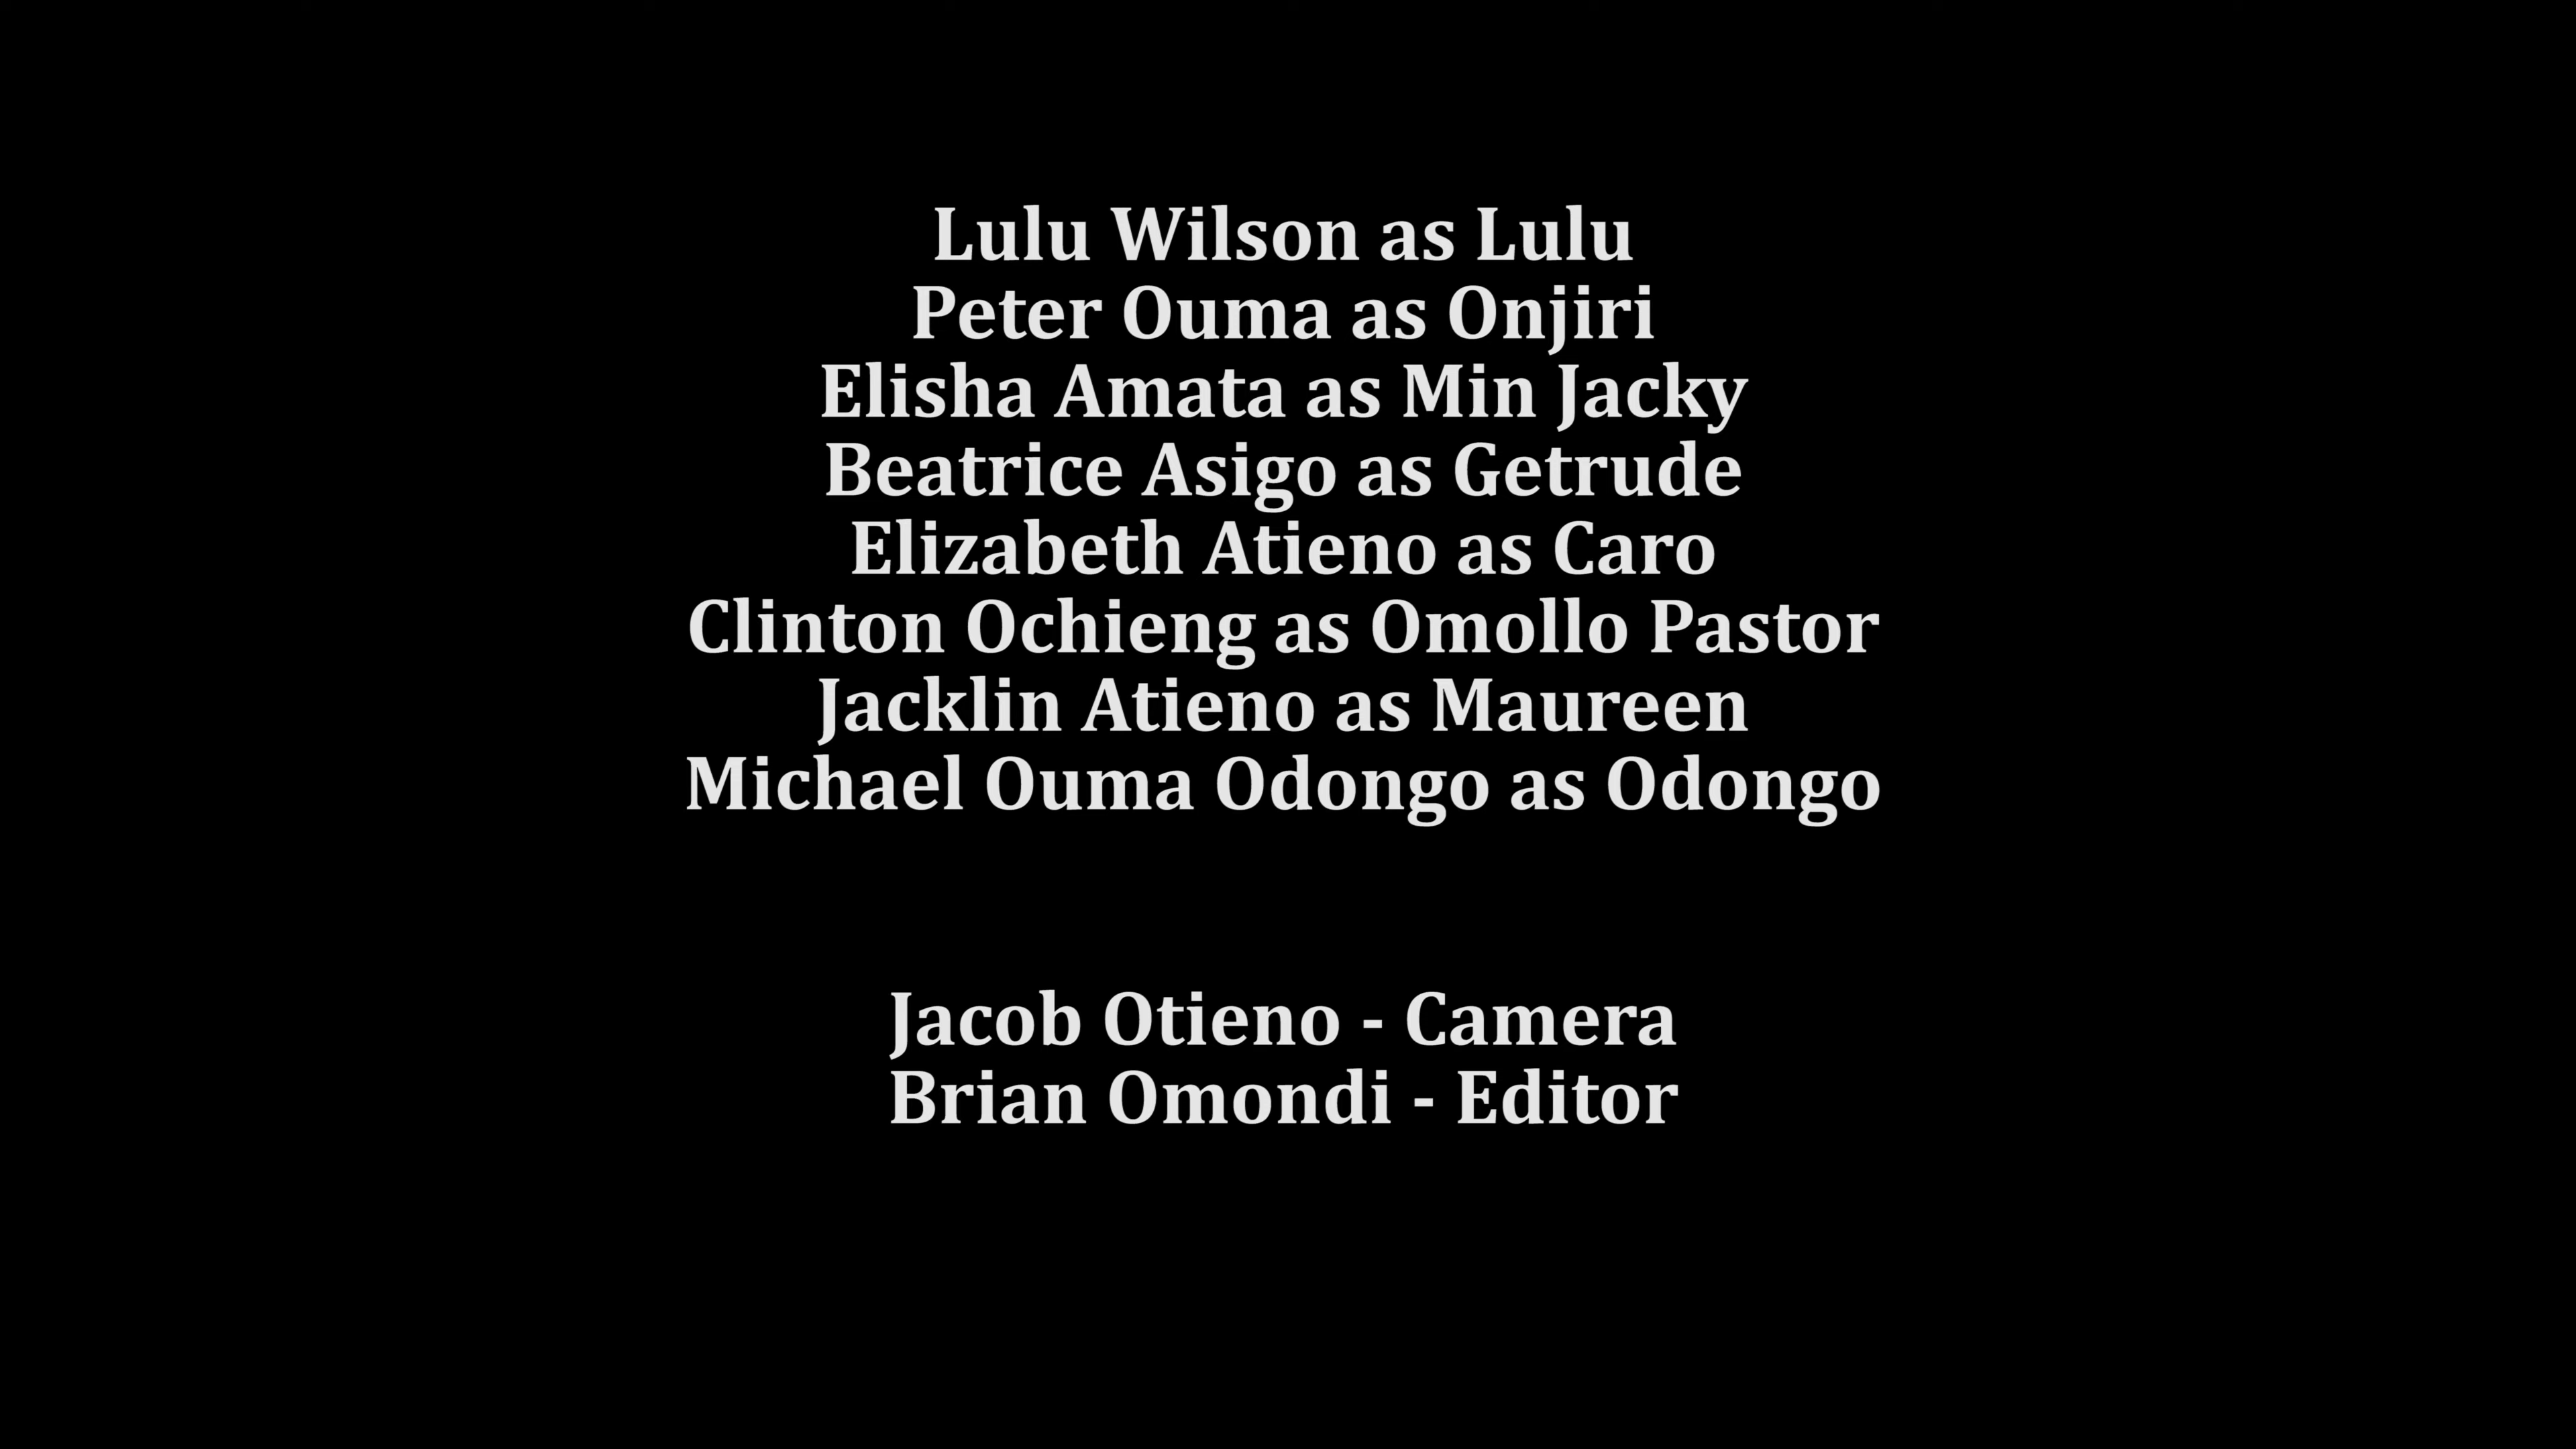 Lulu Wilson as Lulu
Peter Ouma as Onjiri
Elisha Amata as Min Jacky
Beatrice Asigo as Getrude
Elizabeth Atieno as Caro
Clinton Ochieng as Omollo Pastor
Jacklin Atieno as Maureen
Michael Ouma Odongo as Odongo
Jacob Otieno - Camera
Brian Omondi - Editor